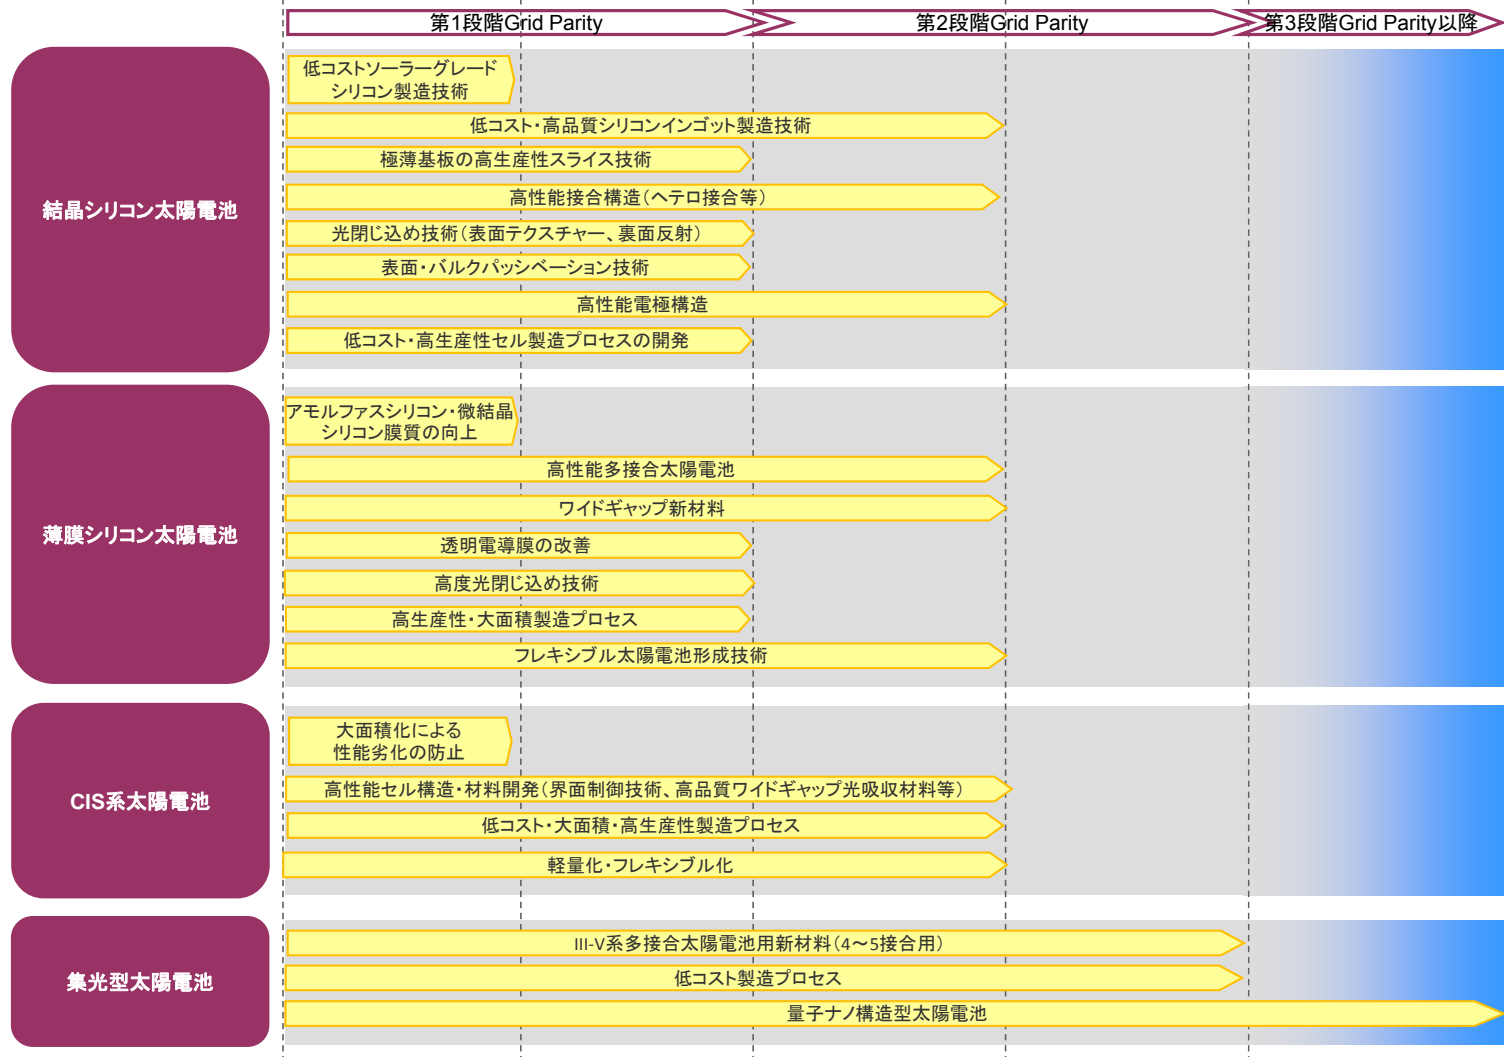 第1段階Grid Parity
第2段階Grid Parity
第3段階Grid Parity以降
結晶シリコン太陽電池
低コストソーラーグレード
シリコン製造技術
低コスト・高品質シリコンインゴット製造技術
極薄基板の高生産性スライス技術
高性能接合構造（ヘテロ接合等）
光閉じ込め技術（表面テクスチャー、裏面反射）
表面・バルクパッシベーション技術
高性能電極構造
低コスト・高生産性セル製造プロセスの開発
薄膜シリコン太陽電池
アモルファスシリコン・微結晶
シリコン膜質の向上
高性能多接合太陽電池
ワイドギャップ新材料
透明電導膜の改善
高度光閉じ込め技術
高生産性・大面積製造プロセス
フレキシブル太陽電池形成技術
CIS系太陽電池
大面積化による
性能劣化の防止
高性能セル構造・材料開発（界面制御技術、高品質ワイドギャップ光吸収材料等）
低コスト・大面積・高生産性製造プロセス
軽量化・フレキシブル化
集光型太陽電池
III-V系多接合太陽電池用新材料（4～5接合用）
低コスト製造プロセス
量子ナノ構造型太陽電池